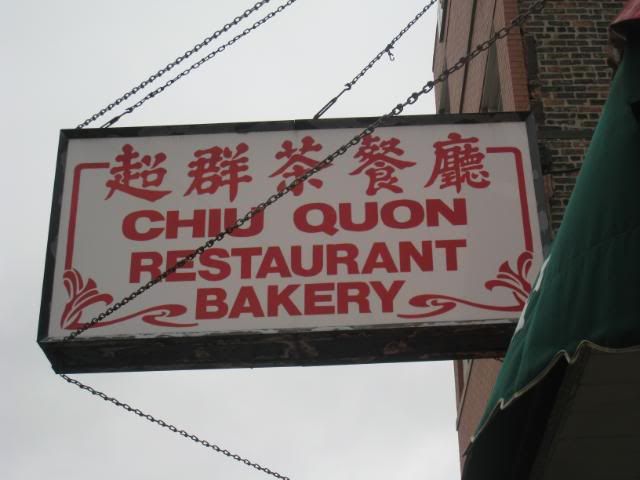 超群茶餐廳
CHIU QUON
RESTAURANT
BAKERY